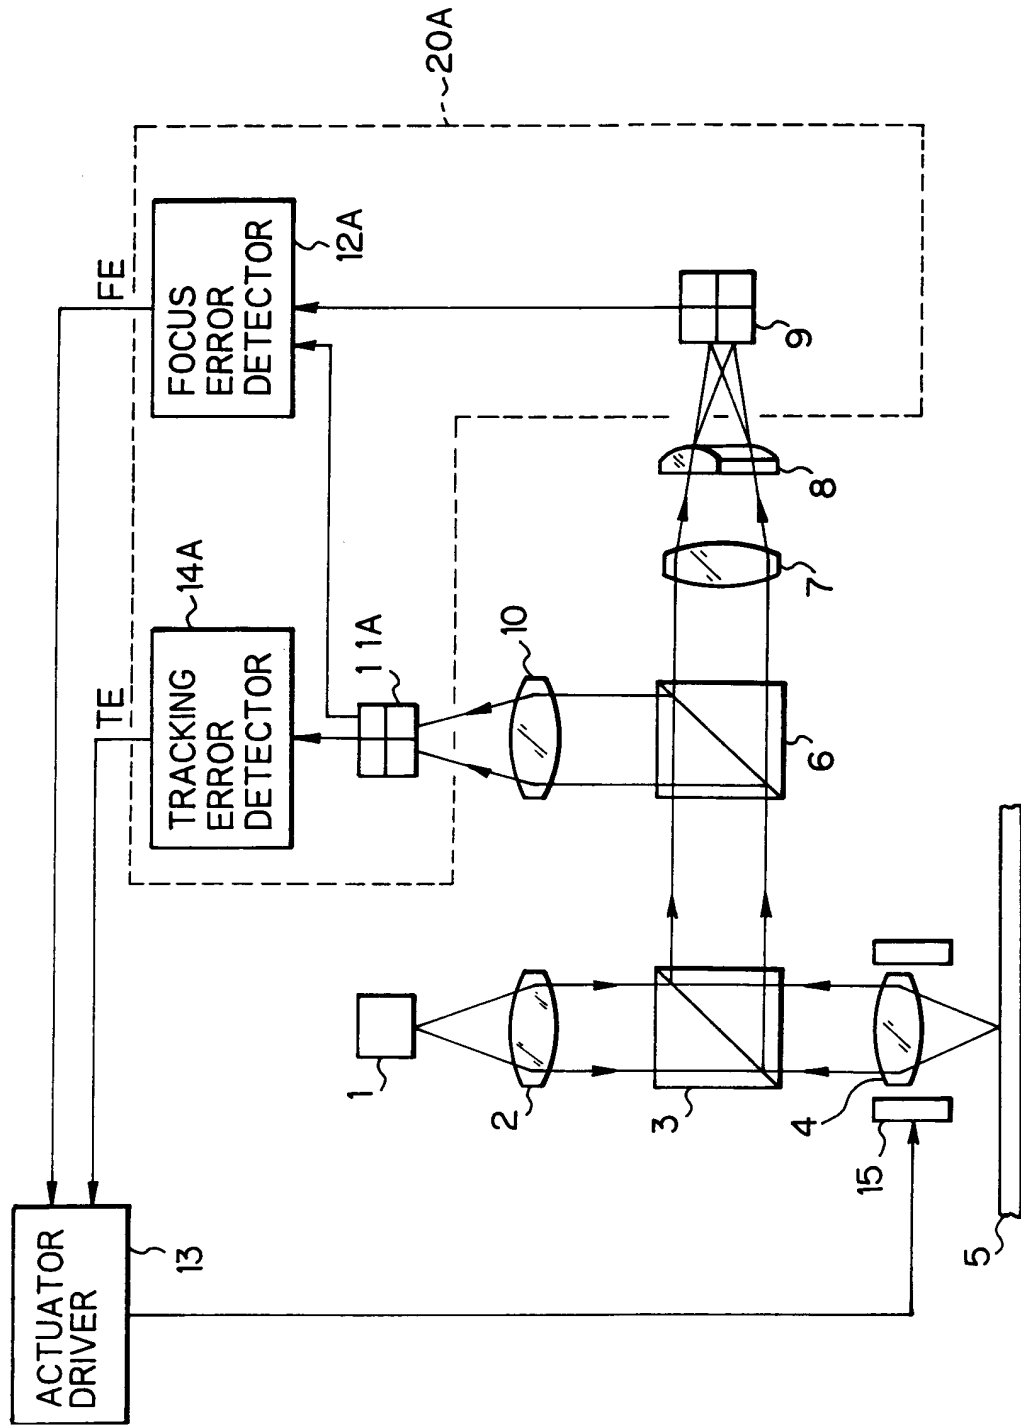 20A
FE
FOCUS
ERROR
DETECTOR
12A
TE
TRACKING
ERROR
DETECTOR
14A
11A
10
9
8
7
6
1
2
3
4
15
5
ACTUATOR
DRIVER
13